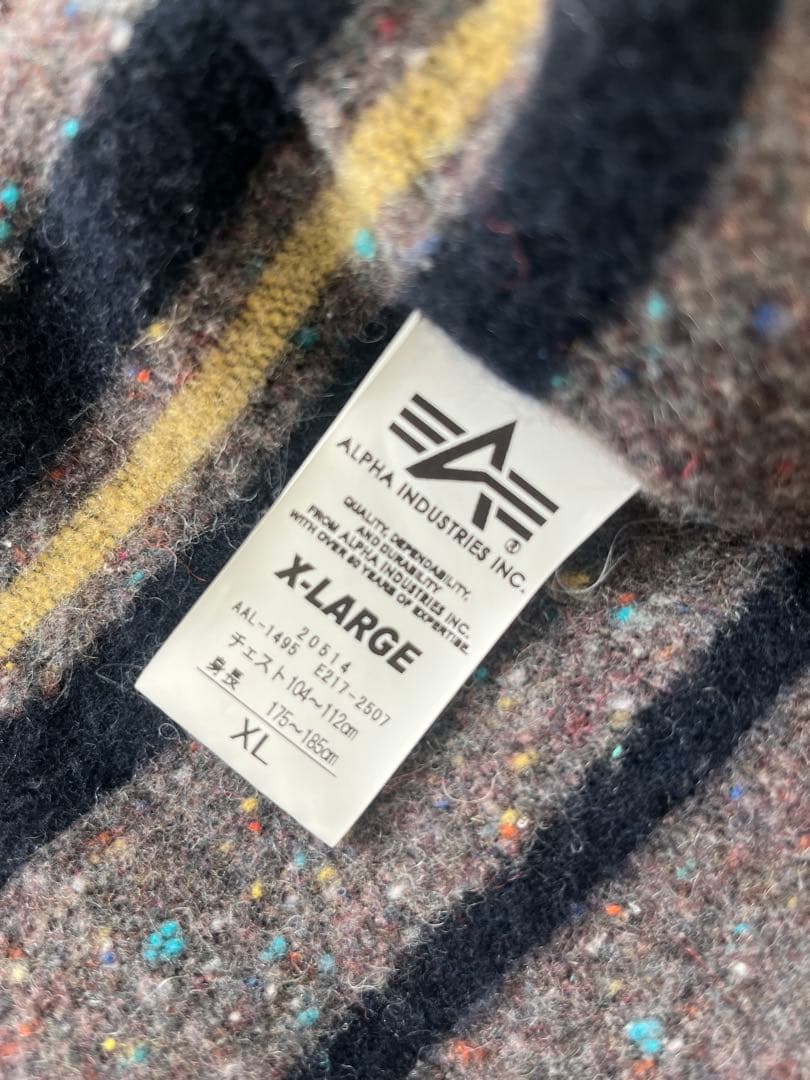 ALPHA INDUSTRIES INC.
®
QUALITY, DEPENDABILITY,
AND DURABILITY
FROM ALPHA INDUSTRIES INC.
WITH OVER 50 YEARS OF EXPERTISE.
X-LARGE
20514
AAL-1495 E217-2507
チェスト104～112cm
身長 175～185cm
XL